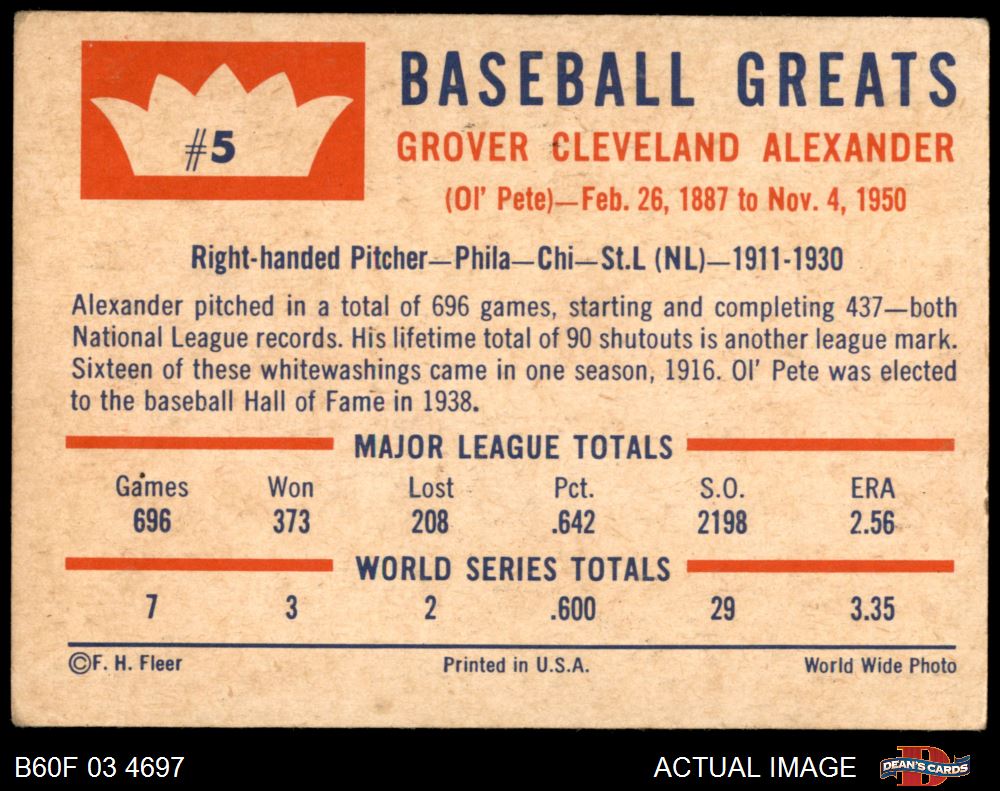 #5
BASEBALL GREATS
GROVER CLEVELAND ALEXANDER
(Ol' Pete)—Feb. 26, 1887 to Nov. 4, 1950
Right-handed Pitcher—Phila—Chi—St.L (NL)—1911-1930
Alexander pitched in a total of 696 games, starting and completing 437—both
National League records. His lifetime total of 90 shutouts is another league mark.
Sixteen of these whitewashings came in one season, 1916. Ol' Pete was elected
to the baseball Hall of Fame in 1938.
MAJOR LEAGUE TOTALS
Games Won Lost Pct. S.O. ERA
696 373 208 .642 2198 2.56
WORLD SERIES TOTALS
7 3 2 .600 29 3.35
©F. H. Fleer Printed in U.S.A. World Wide Photo
B60F 03 4697 ACTUAL IMAGE DEAN'S CARDS